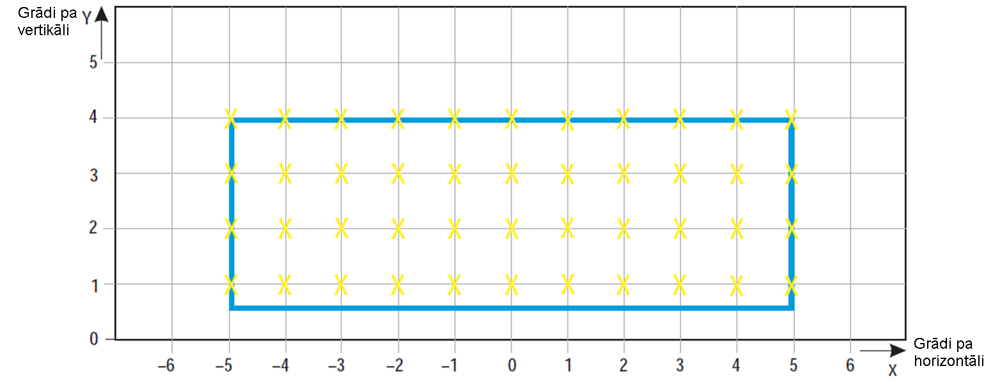 Grādi pa
vertikāli
Y
5
4
3
2
1
0
–6 –5 –4 –3 –2 –1 0 1 2 3 4 5 6
X
Grādi pa
horizontāli